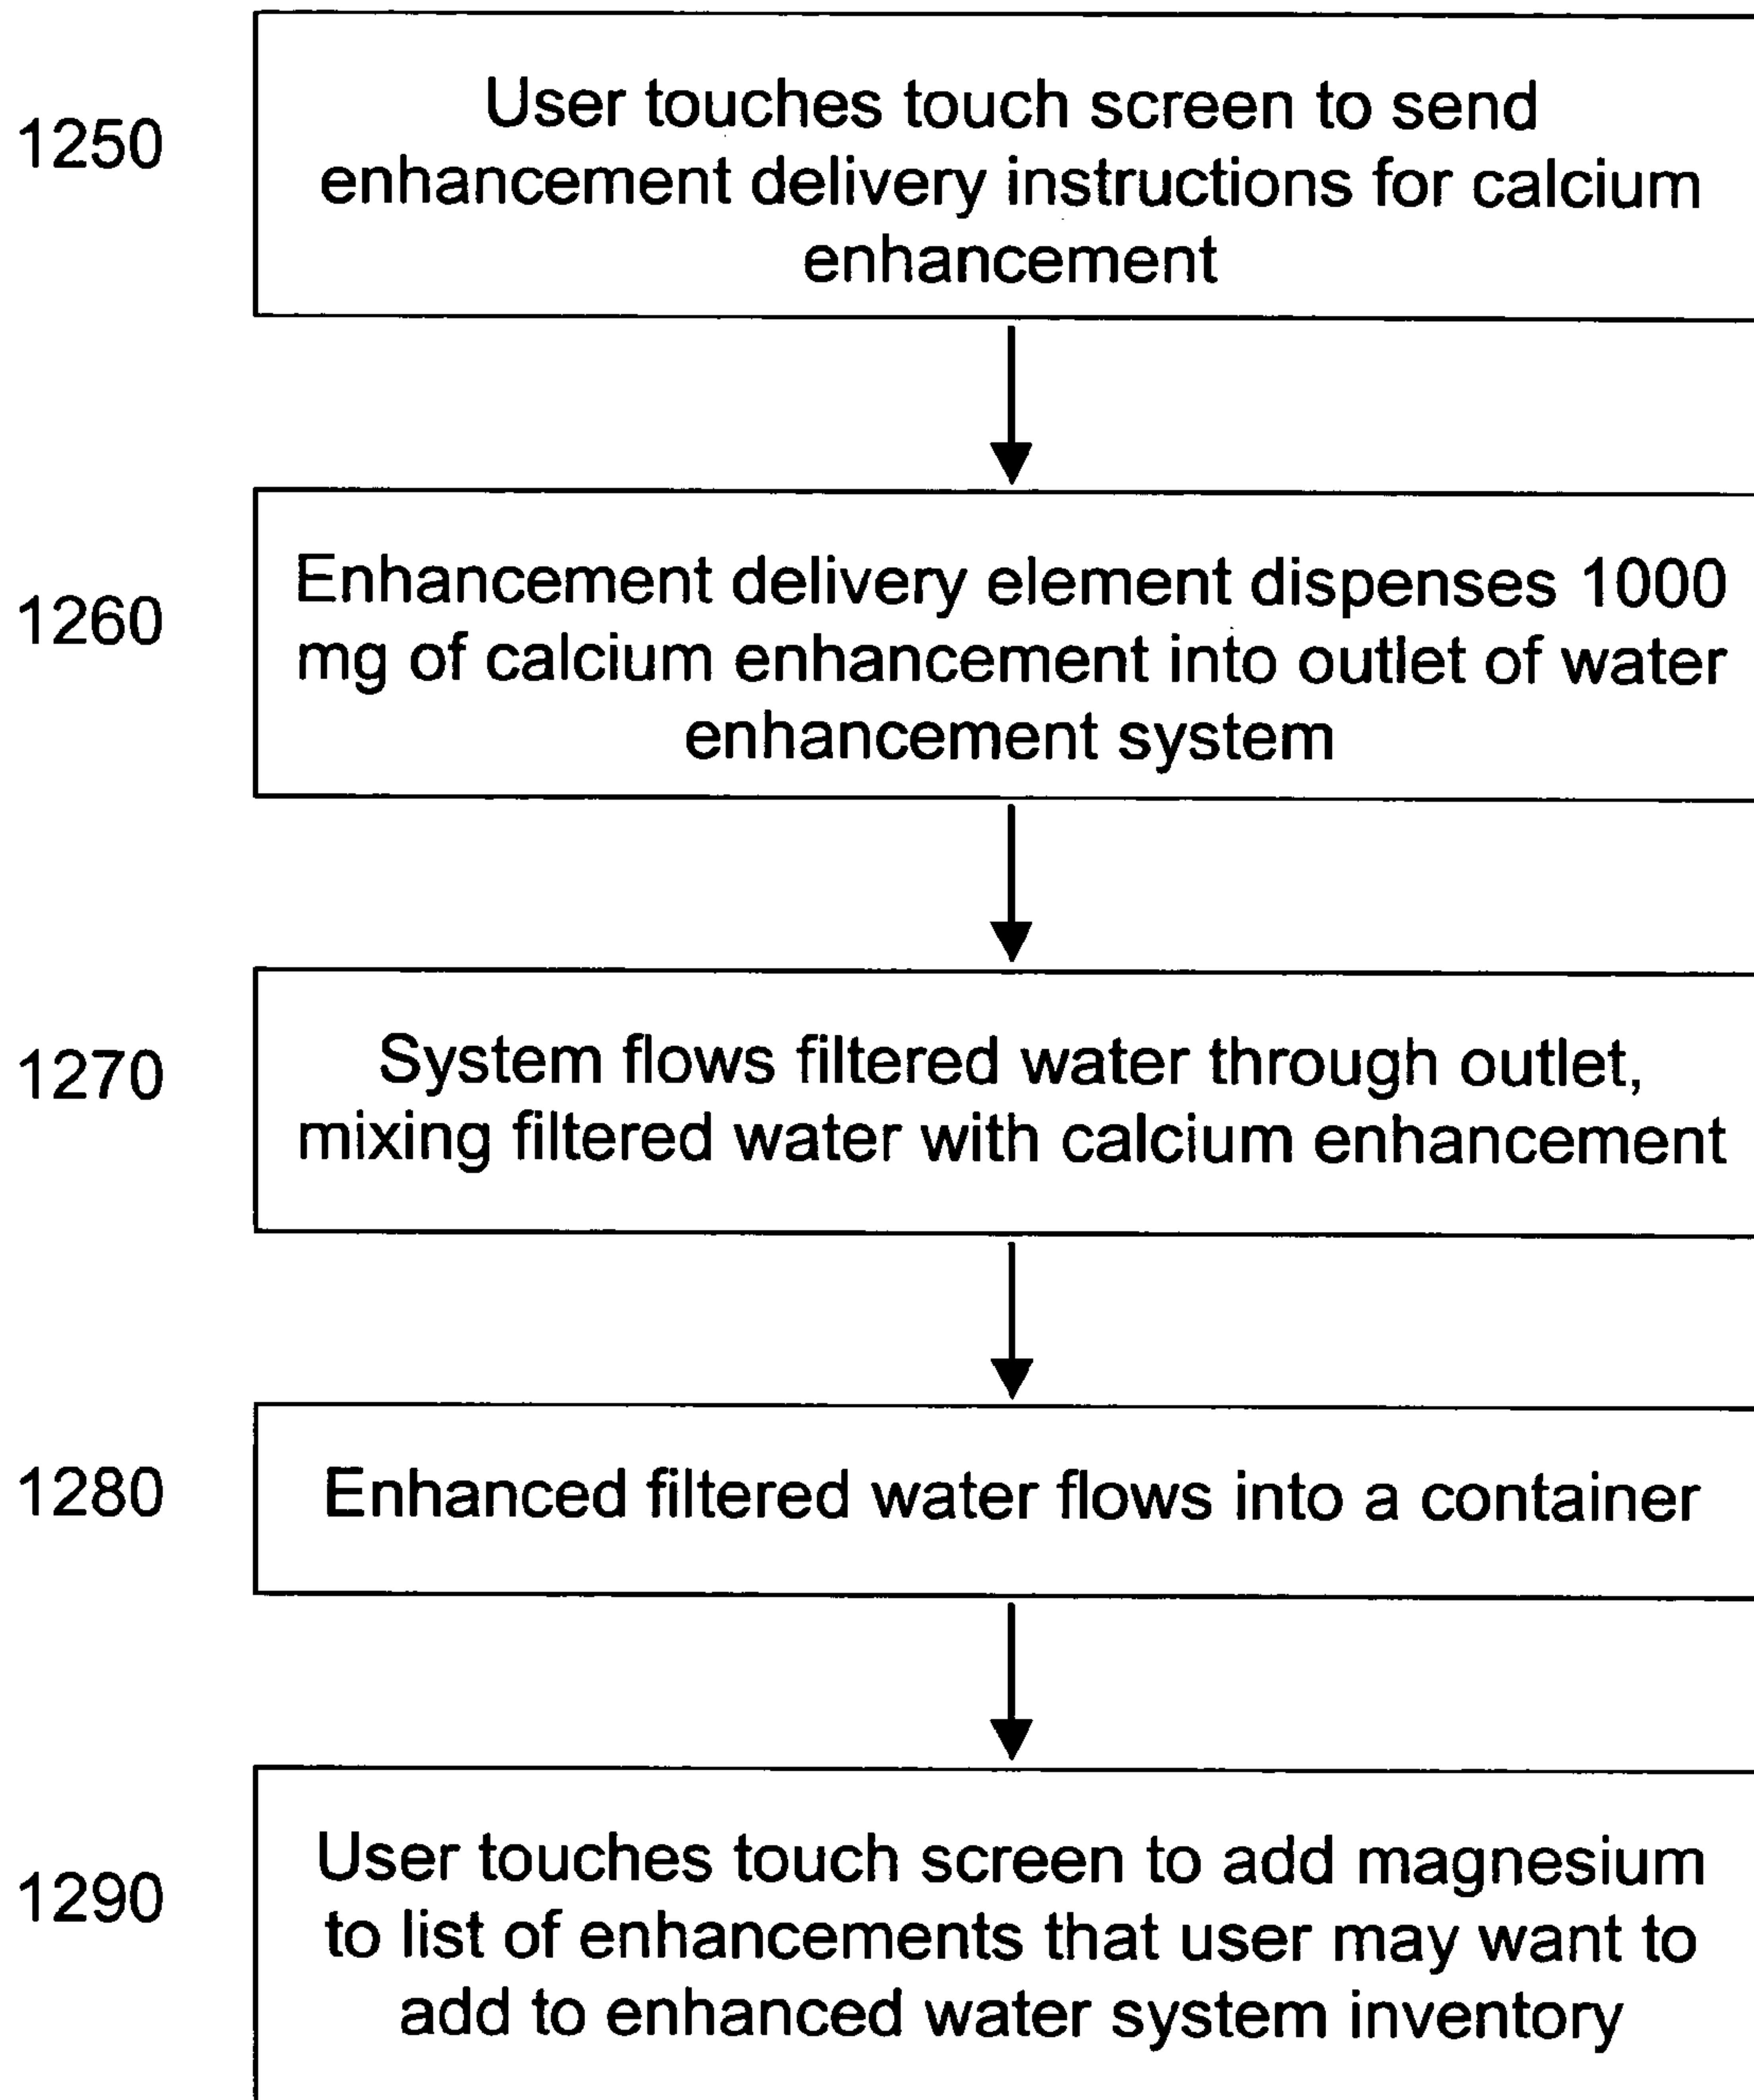 1250
User touches touch screen to send
enhancement delivery instructions for calcium
enhancement
1260
Enhancement delivery element dispenses 1000
mg of calcium enhancement into outlet of water
enhancement system
1270
System flows filtered water through outlet,
mixing filtered water with calcium enhancement
1280
Enhanced filtered water flows into a container
1290
User touches touch screen to add magnesium
to list of enhancements that user may want to
add to enhanced water system inventory